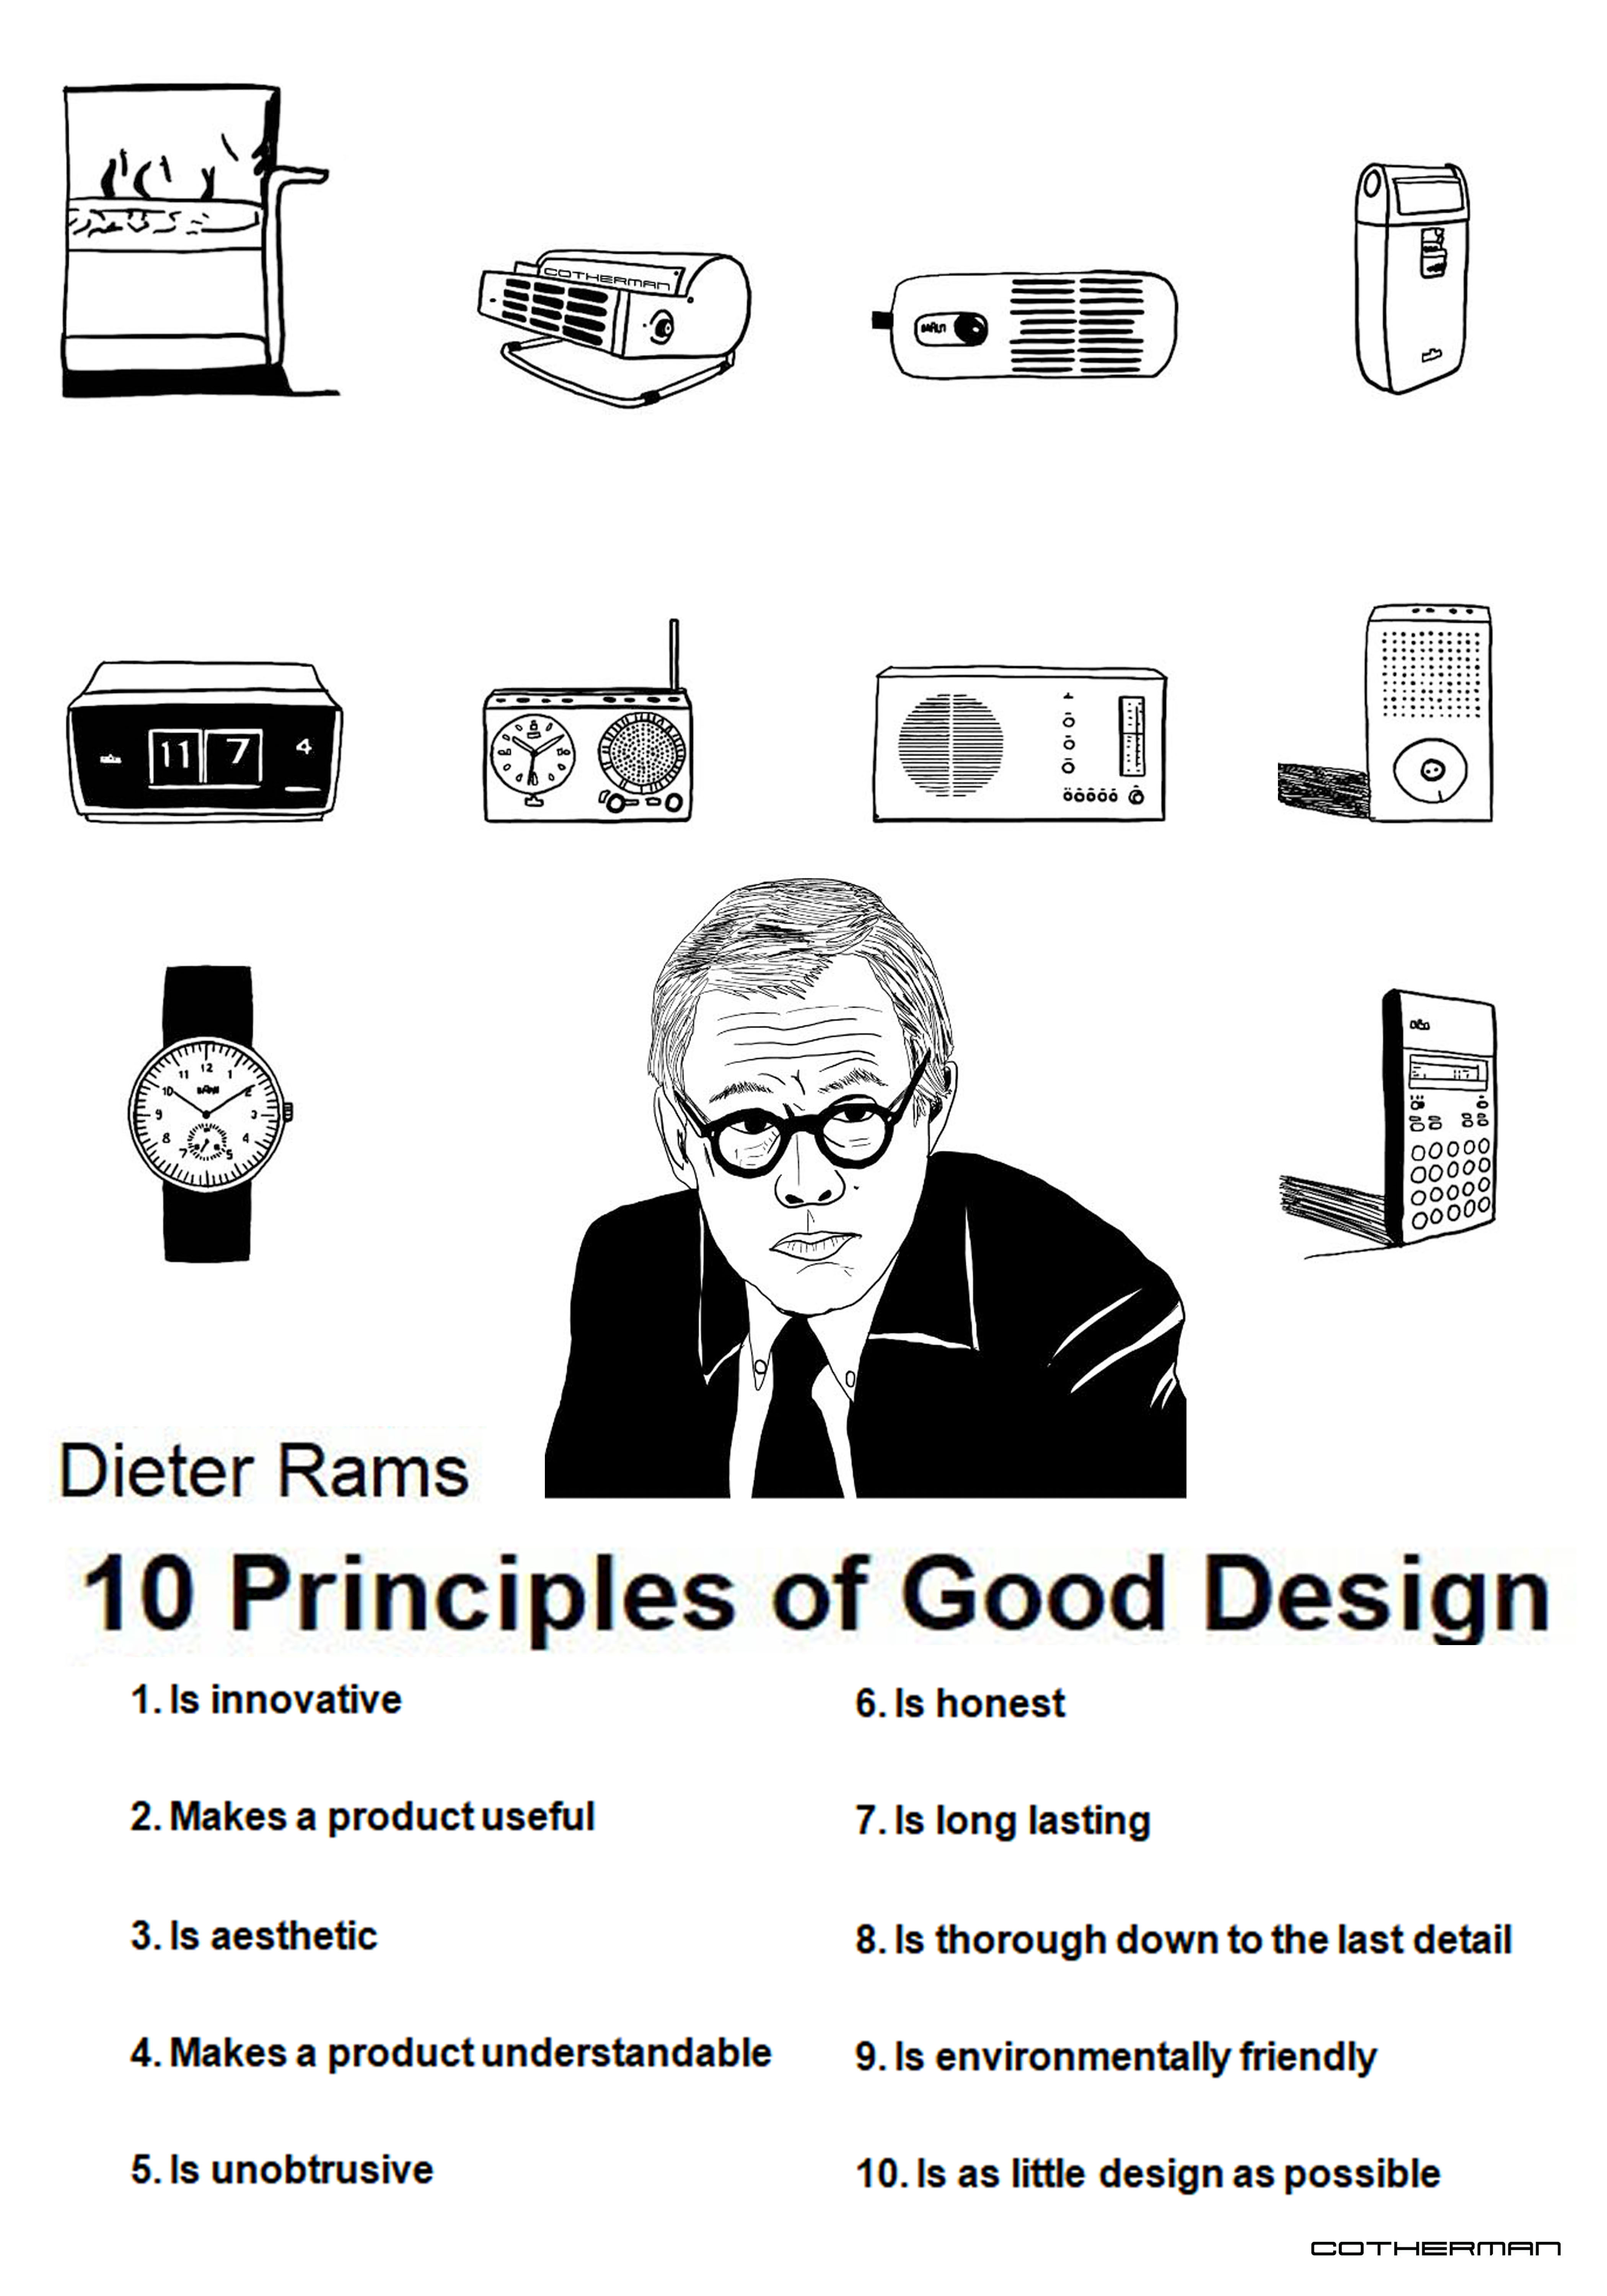 COTHERMAN
BRAUN
11 7 4
12
11 1
10 BRAUN 2
9 3
8 4
7 5
Dieter Rams
10 Principles of Good Design
1. Is innovative
2. Makes a product useful
3. Is aesthetic
4. Makes a product understandable
5. Is unobtrusive
6. Is honest
7. Is long lasting
8. Is thorough down to the last detail
9. Is environmentally friendly
10. Is as little design as possible
COTHERMAN